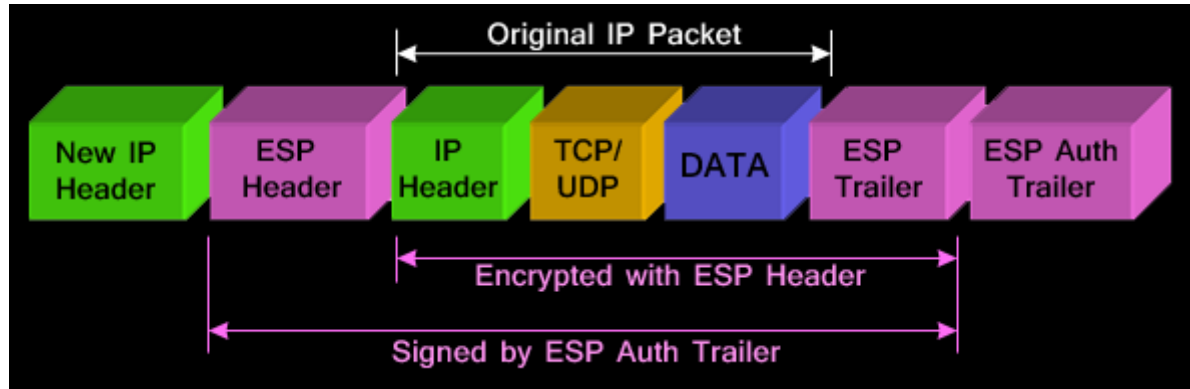 Original IP Packet
New IP
Header
ESP
Header
IP
Header
TCP/
UDP
DATA
ESP
Trailer
ESP Auth
Trailer
Encrypted with ESP Header
Signed by ESP Auth Trailer